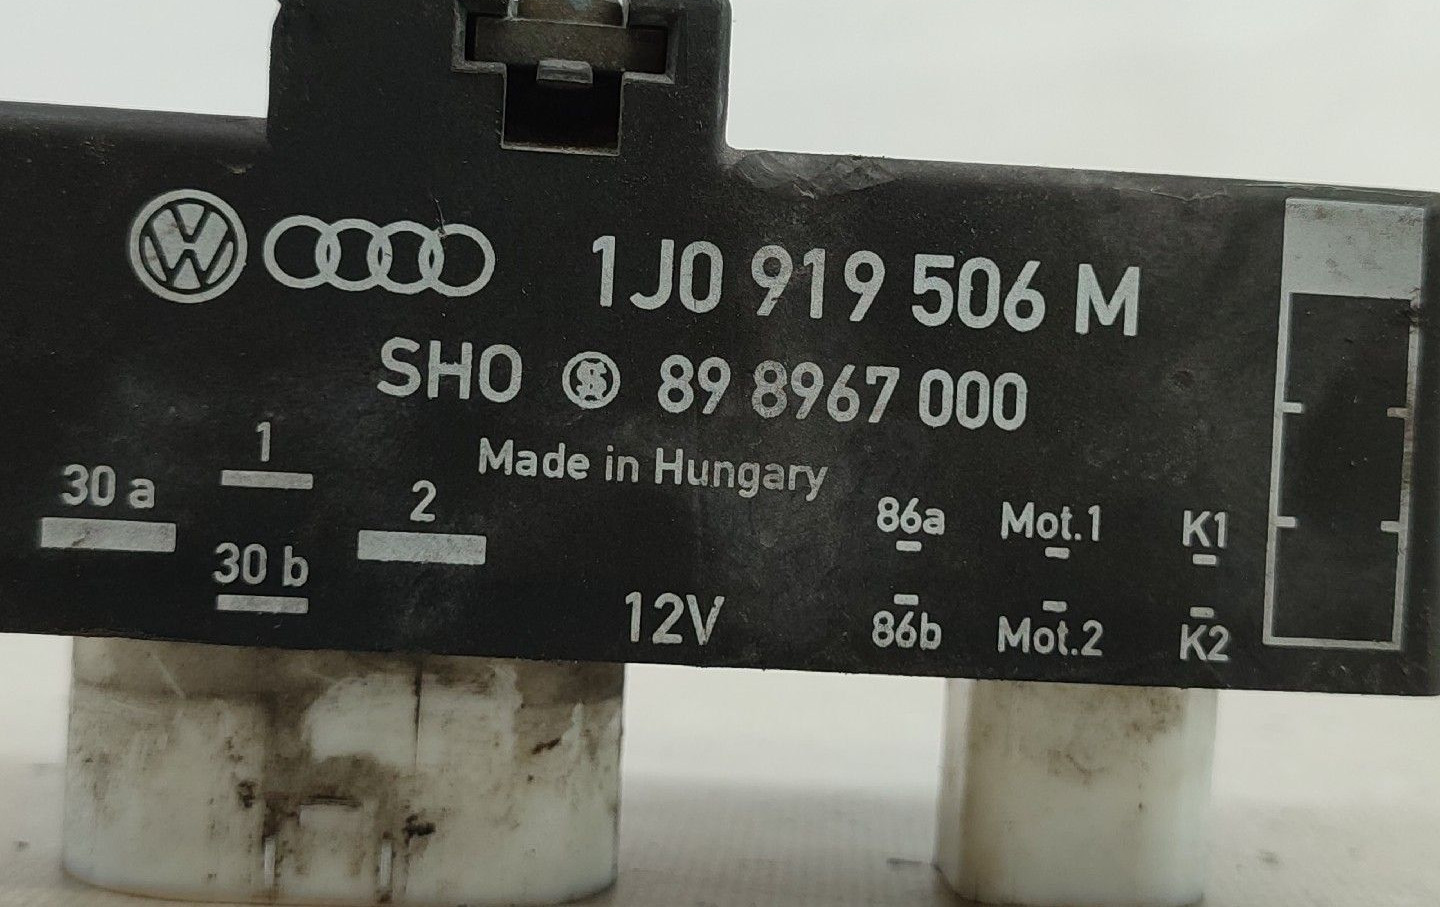 1J0 919 506 M
SHO 89 8967 000
Made in Hungary
1
30 a
2
30 b
12V
86a Mot.1 K1
86b Mot.2 K2